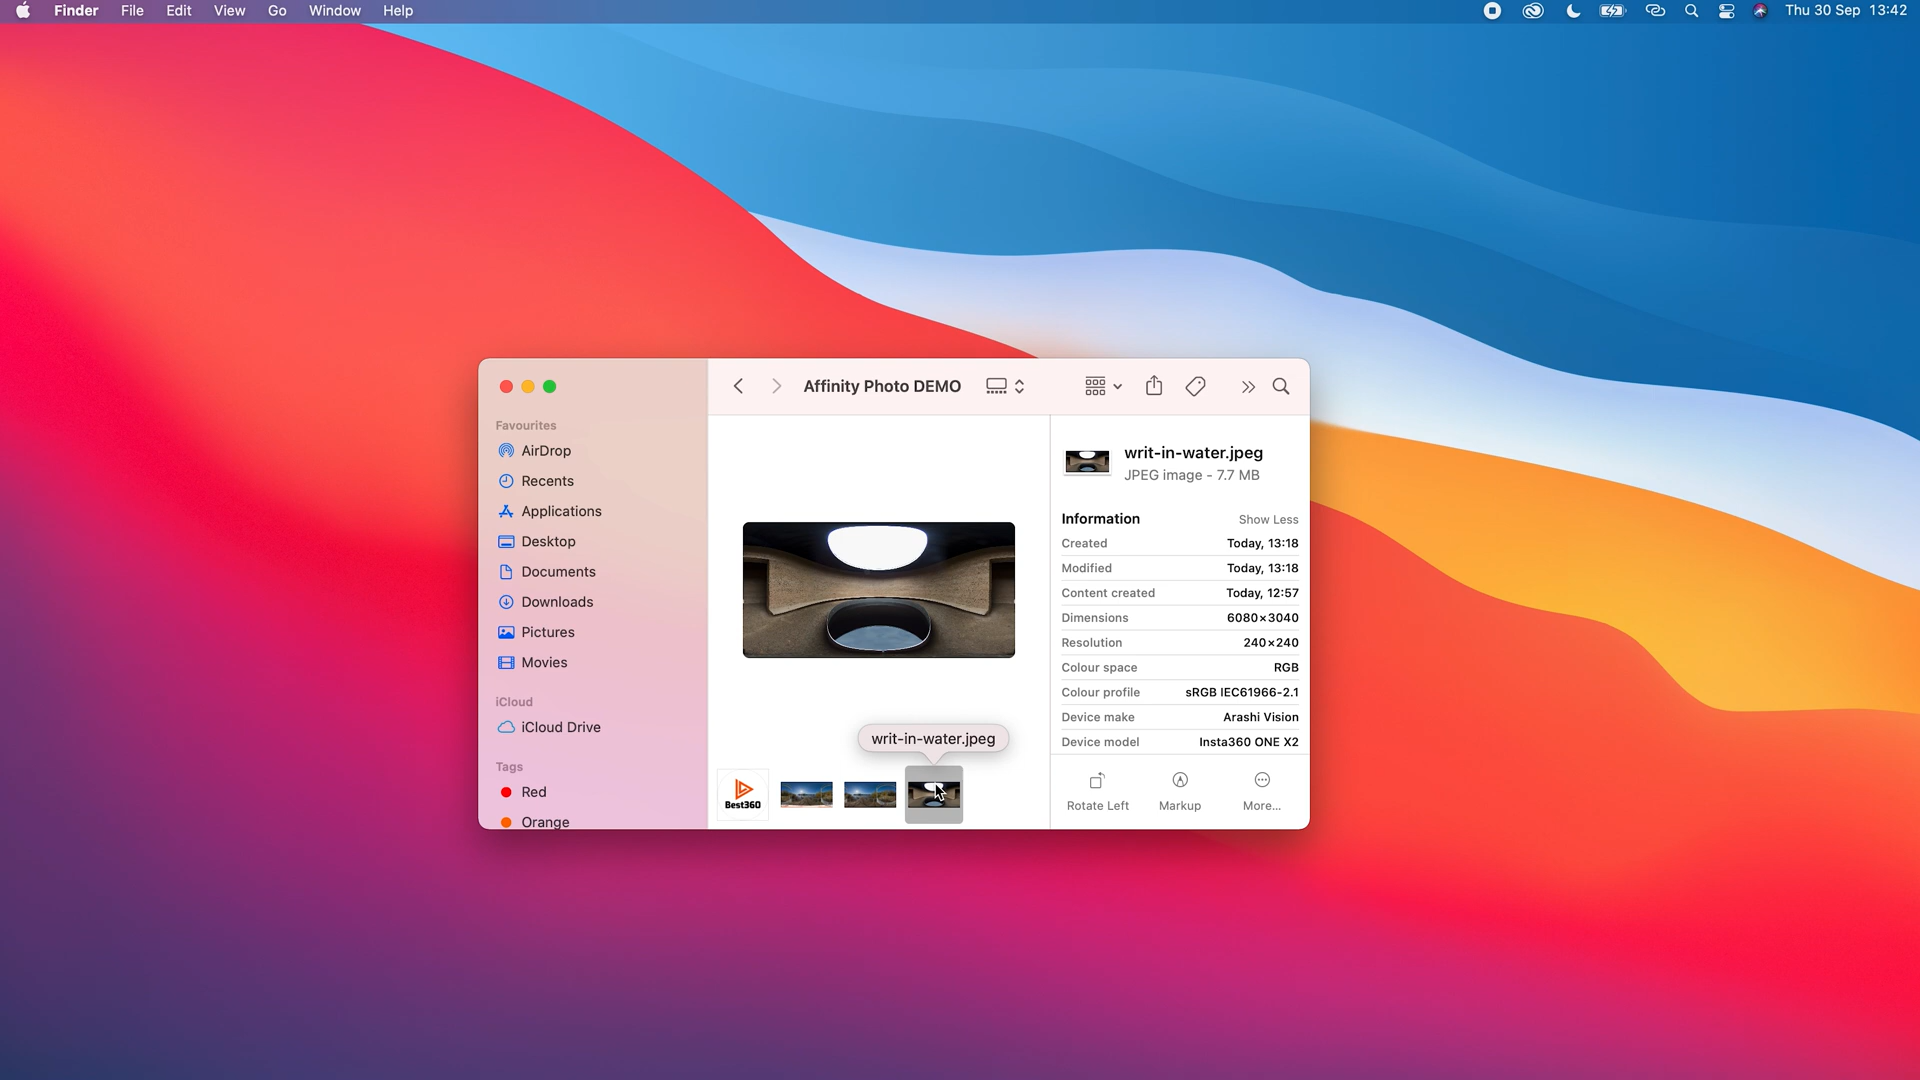 Finder File Edit View Go Window Help Thu 30 Sep 13:42
Affinity Photo DEMO
Favourites
AirDrop
Recents
Applications
Desktop
Documents
Downloads
Pictures
Movies
iCloud
iCloud Drive
Tags
Red
Orange
writ-in-water.jpeg
Best360
writ-in-water.jpeg
JPEG image - 7.7 MB
Information Show Less
Created Today, 13:18
Modified Today, 13:18
Content created Today, 12:57
Dimensions 6080×3040
Resolution 240×240
Colour space RGB
Colour profile sRGB IEC61966-2.1
Device make Arashi Vision
Device model Insta360 ONE X2
Rotate Left Markup More...